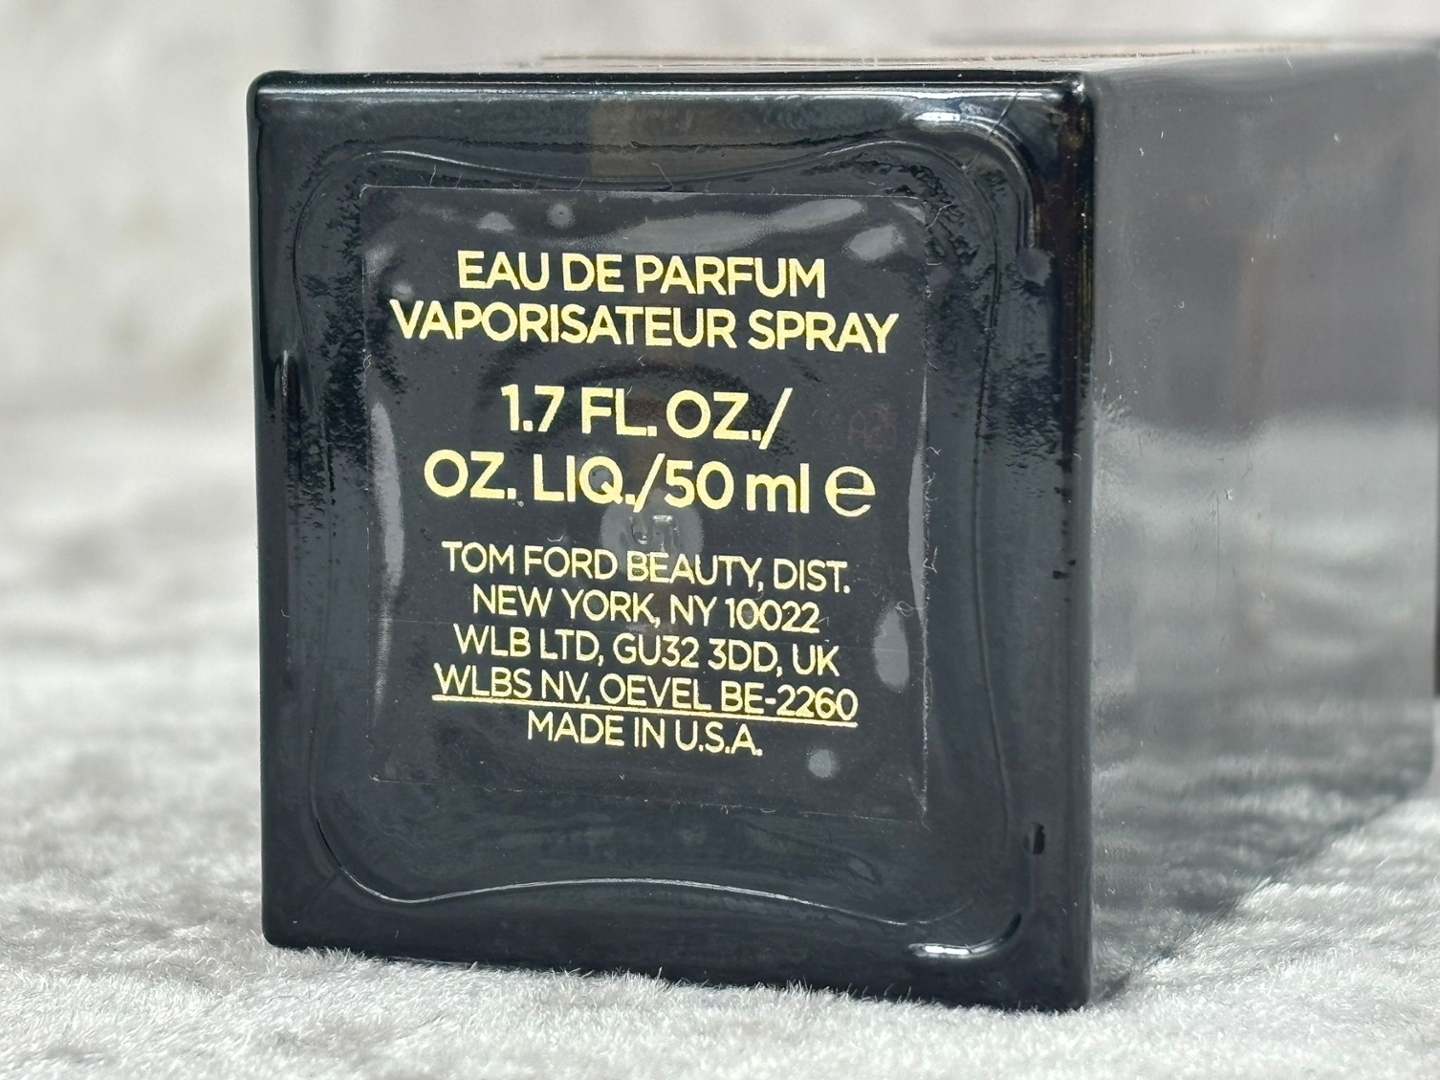 EAU DE PARFUM
VAPORISATEUR SPRAY
1.7 FL. OZ./
OZ. LIQ./50 ml ℮
TOM FORD BEAUTY, DIST.
NEW YORK, NY 10022
WLB LTD, GU32 3DD, UK
WLBS NV, OEVEL BE-2260
MADE IN U.S.A.